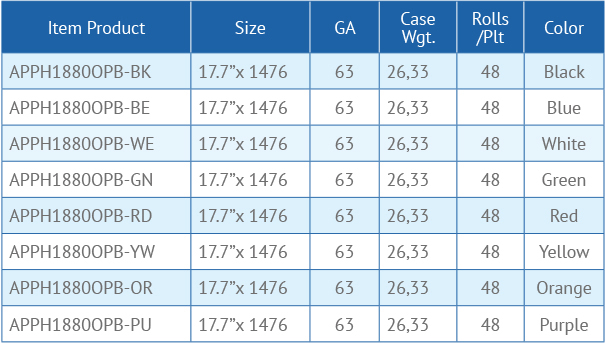 Item Product Size GA Case Wgt. Rolls /Plt Color
APPH1880OPB-BK 17.7”x 1476 63 26,33 48 Black
APPH1880OPB-BE 17.7”x 1476 63 26,33 48 Blue
APPH1880OPB-WE 17.7”x 1476 63 26,33 48 White
APPH1880OPB-GN 17.7”x 1476 63 26,33 48 Green
APPH1880OPB-RD 17.7”x 1476 63 26,33 48 Red
APPH1880OPB-YW 17.7”x 1476 63 26,33 48 Yellow
APPH1880OPB-OR 17.7”x 1476 63 26,33 48 Orange
APPH1880OPB-PU 17.7”x 1476 63 26,33 48 Purple